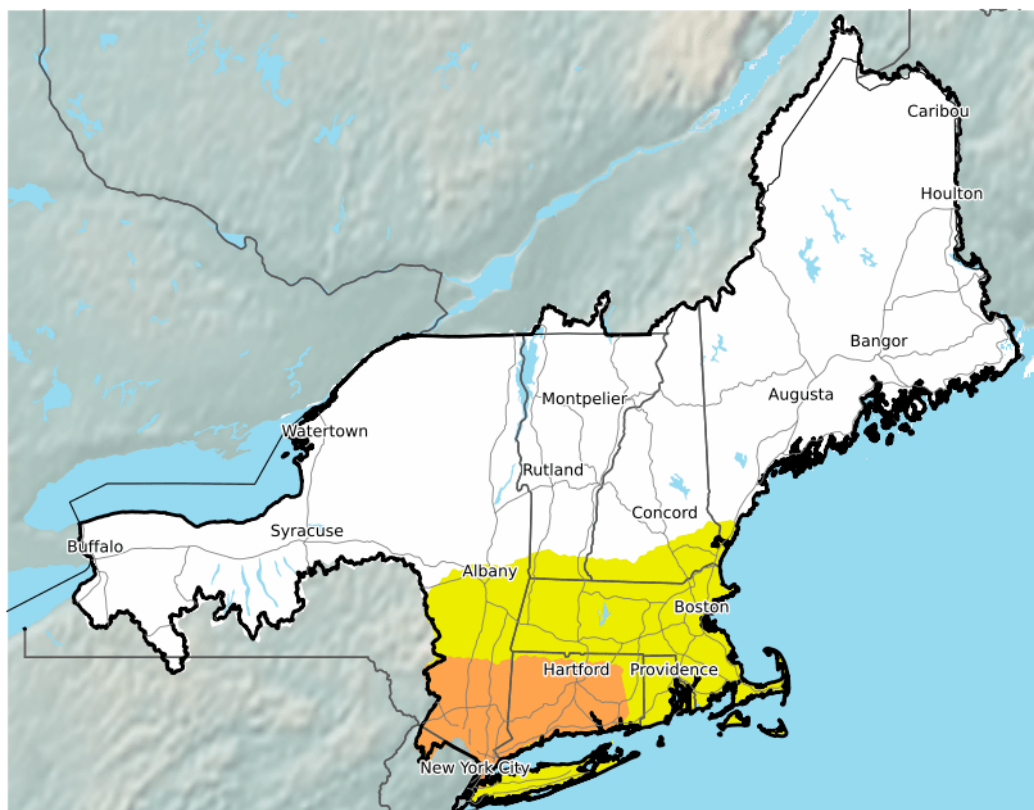 Caribou
Houlton
Bangor
Montpelier
Augusta
Watertown
Rutland
Concord
Syracuse
Buffalo
Albany
Boston
Hartford
Providence
New York City